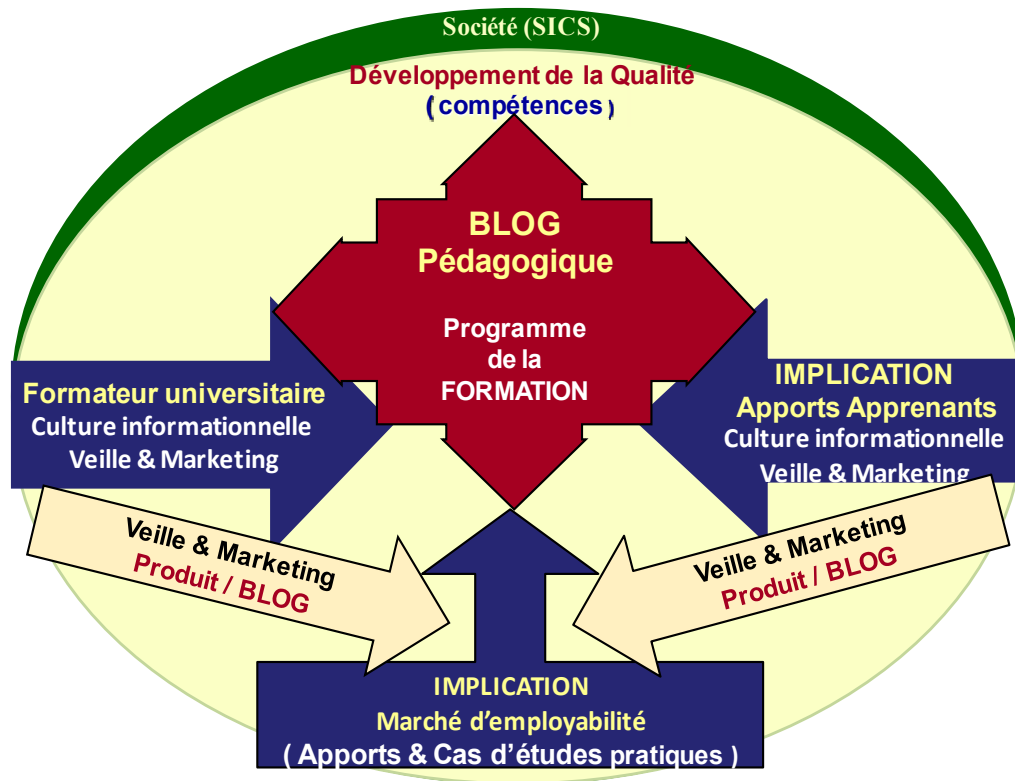 Société (SICS)
Développement de la Qualité
( compétences )
BLOG
Pédagogique
Programme
de la
FORMATION
Formateur universitaire
Culture informationnelle
Veille & Marketing
IMPLICATION
Apports Apprenants
Culture informationnelle
Veille & Marketing
Veille & Marketing
Produit / BLOG
Veille & Marketing
Produit / BLOG
IMPLICATION
Marché d’employabilité
( Apports & Cas d’études pratiques )